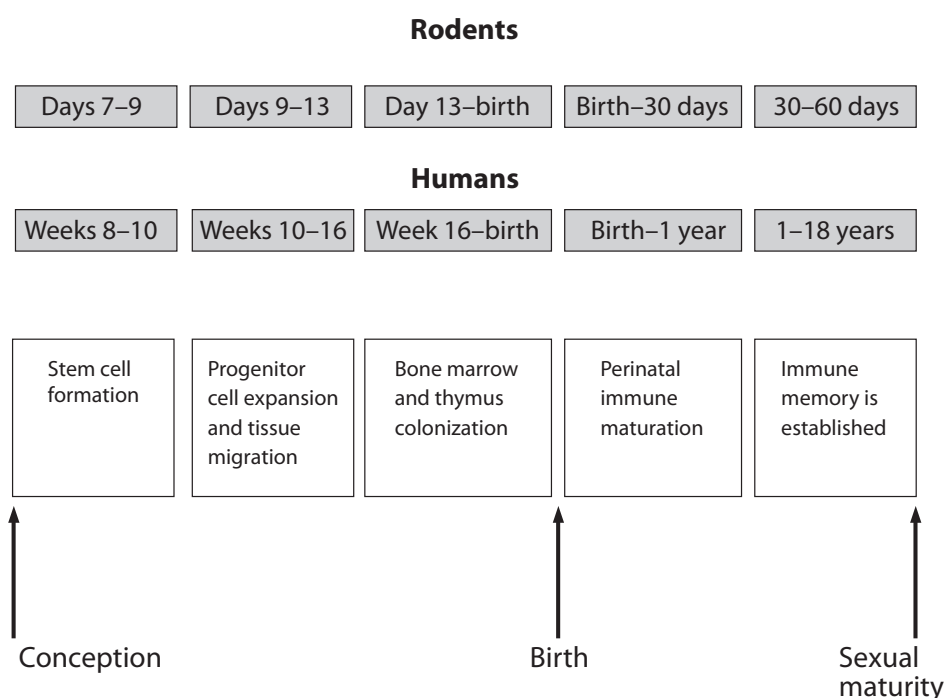 Rodents
Days 7–9
Days 9–13
Day 13–birth
Birth–30 days
30–60 days
Humans
Weeks 8–10
Weeks 10–16
Week 16–birth
Birth–1 year
1–18 years
Stem cell
formation
Progenitor
cell expansion
and tissue
migration
Bone marrow
and thymus
colonization
Perinatal
immune
maturation
Immune
memory is
established
Conception
Birth
Sexual
maturity